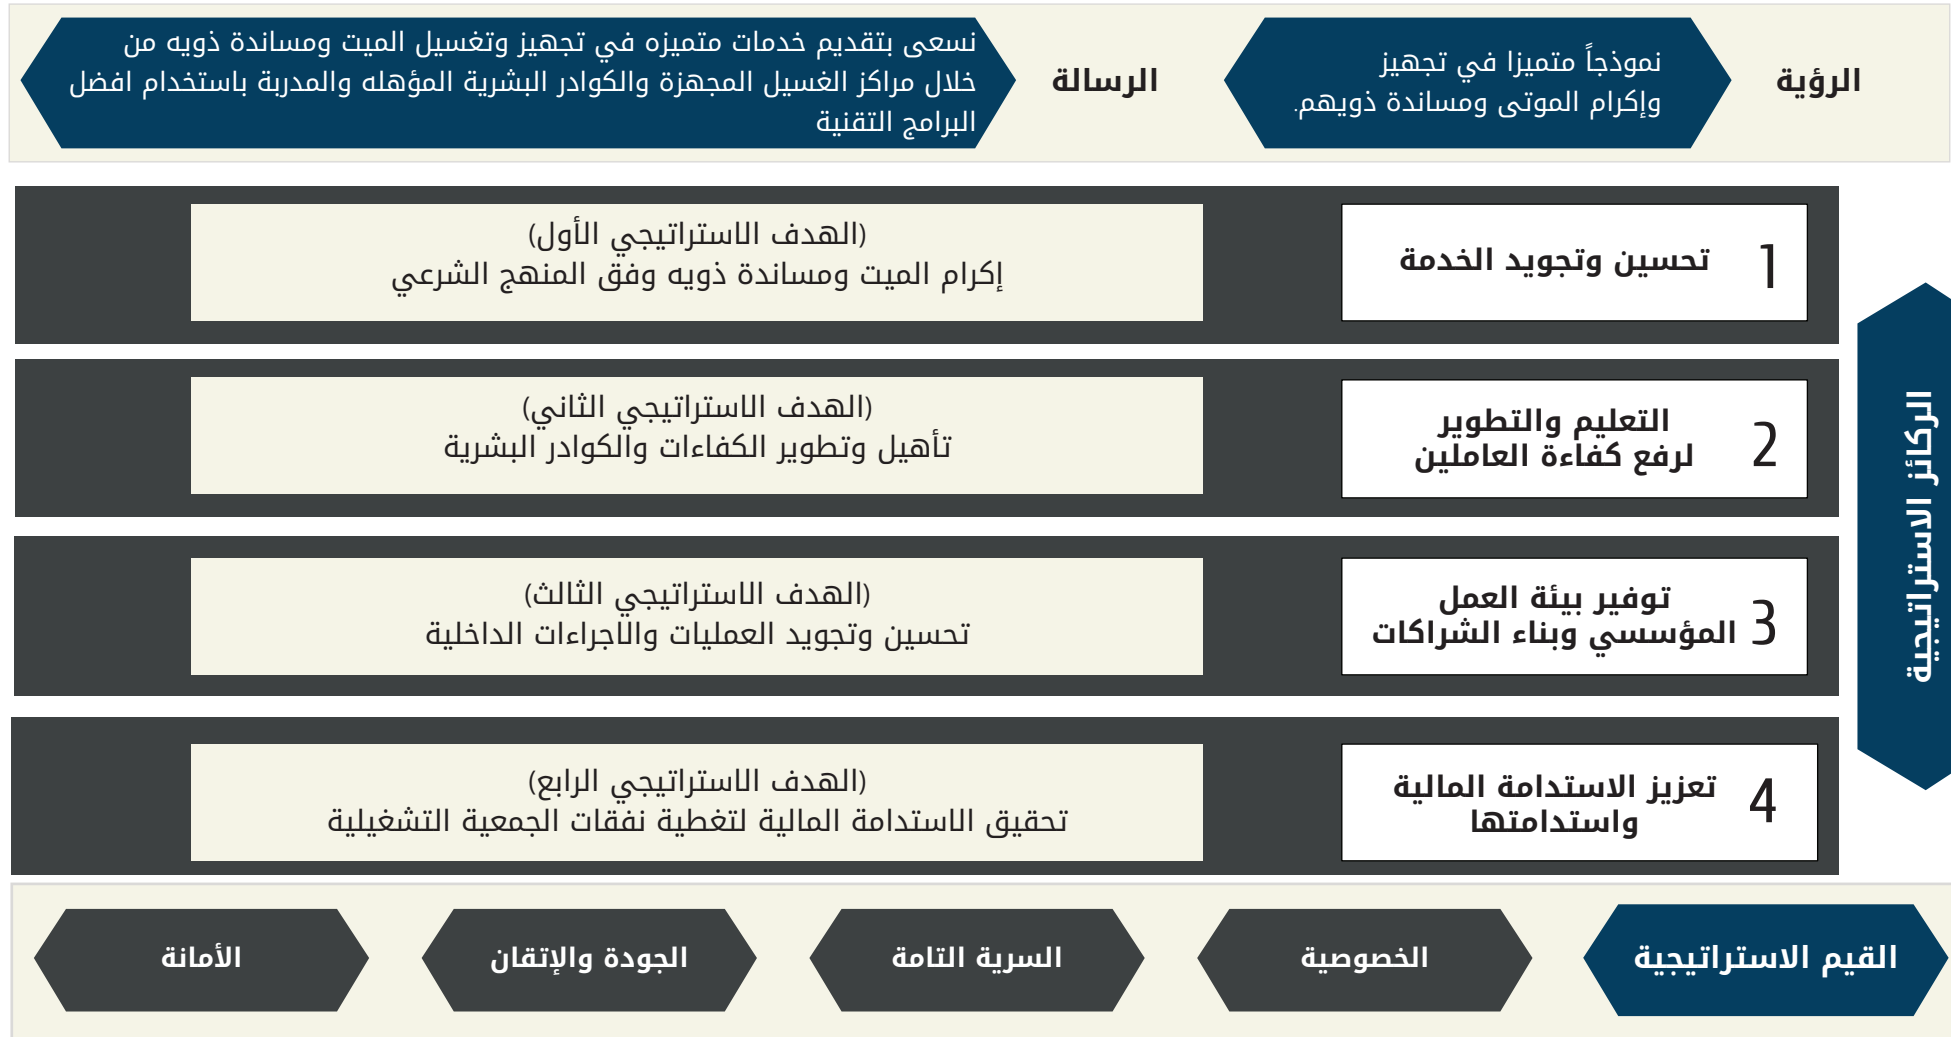 الرؤية
نموذجاً متميزا في تجهيز
وإكرام الموتى ومساندة ذويهم.
الرسالة
نسعى بتقديم خدمات متميزه في تجهيز وتغسيل الميت ومساندة ذويه من
خلال مراكز الغسيل المجهزة والكوادر البشرية المؤهله والمدربة باستخدام افضل
البرامج التقنية
الركائز الاستراتيجية
1
تحسين وتجويد الخدمة
(الهدف الاستراتيجي الأول)
إكرام الميت ومساندة ذويه وفق المنهج الشرعي
2
التعليم والتطوير
لرفع كفاءة العاملين
(الهدف الاستراتيجي الثاني)
تأهيل وتطوير الكفاءات والكوادر البشرية
3
توفير بيئة العمل
المؤسسي وبناء الشراكات
(الهدف الاستراتيجي الثالث)
تحسين وتجويد العمليات والاجراءات الداخلية
4
تعزيز الاستدامة المالية
واستدامتها
(الهدف الاستراتيجي الرابع)
تحقيق الاستدامة المالية لتغطية نفقات الجمعية التشغيلية
القيم الاستراتيجية
الخصوصية
السرية التامة
الجودة والإتقان
الأمانة